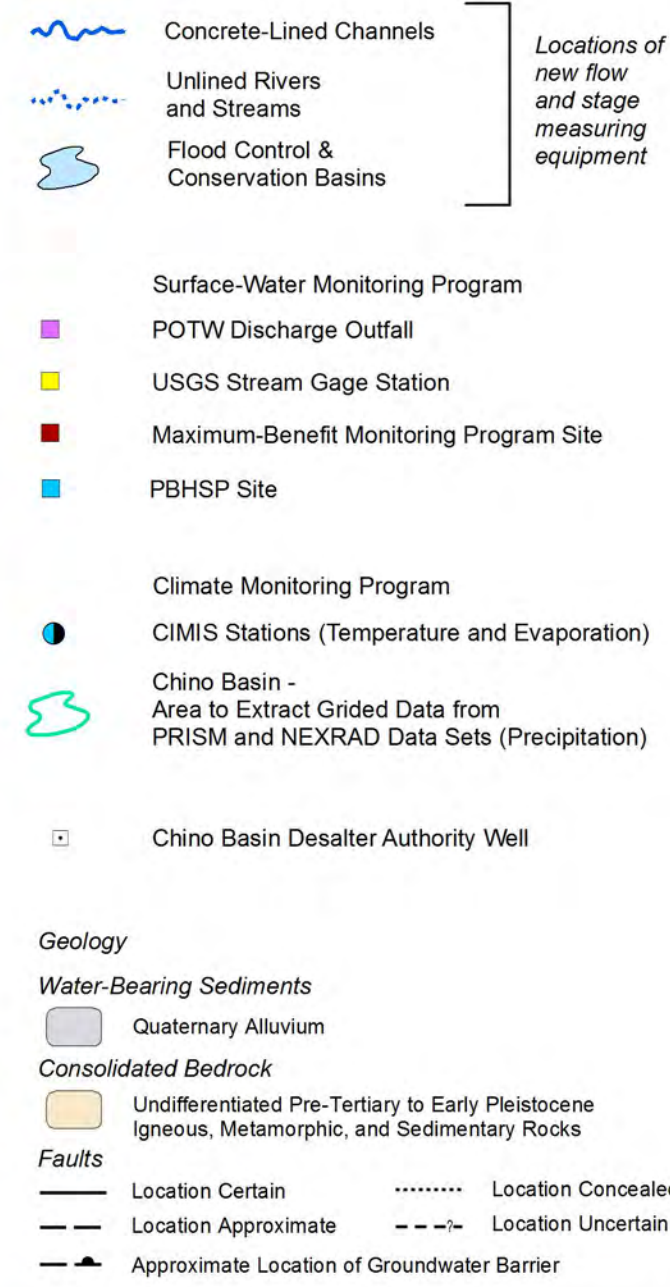 Concrete-Lined Channels
Unlined Rivers
and Streams
Flood Control &
Conservation Basins
Locations of
new flow
and stage
measuring
equipment
Surface-Water Monitoring Program
POTW Discharge Outfall
USGS Stream Gage Station
Maximum-Benefit Monitoring Program Site
PBHSP Site
Climate Monitoring Program
CIMIS Stations (Temperature and Evaporation)
Chino Basin -
Area to Extract Grided Data from
PRISM and NEXRAD Data Sets (Precipitation)
Chino Basin Desalter Authority Well
Geology
Water-Bearing Sediments
Quaternary Alluvium
Consolidated Bedrock
Undifferentiated Pre-Tertiary to Early Pleistocene
Igneous, Metamorphic, and Sedimentary Rocks
Faults
Location Certain
Location Concealed
Location Approximate
?
Location Uncertain
Approximate Location of Groundwater Barrier